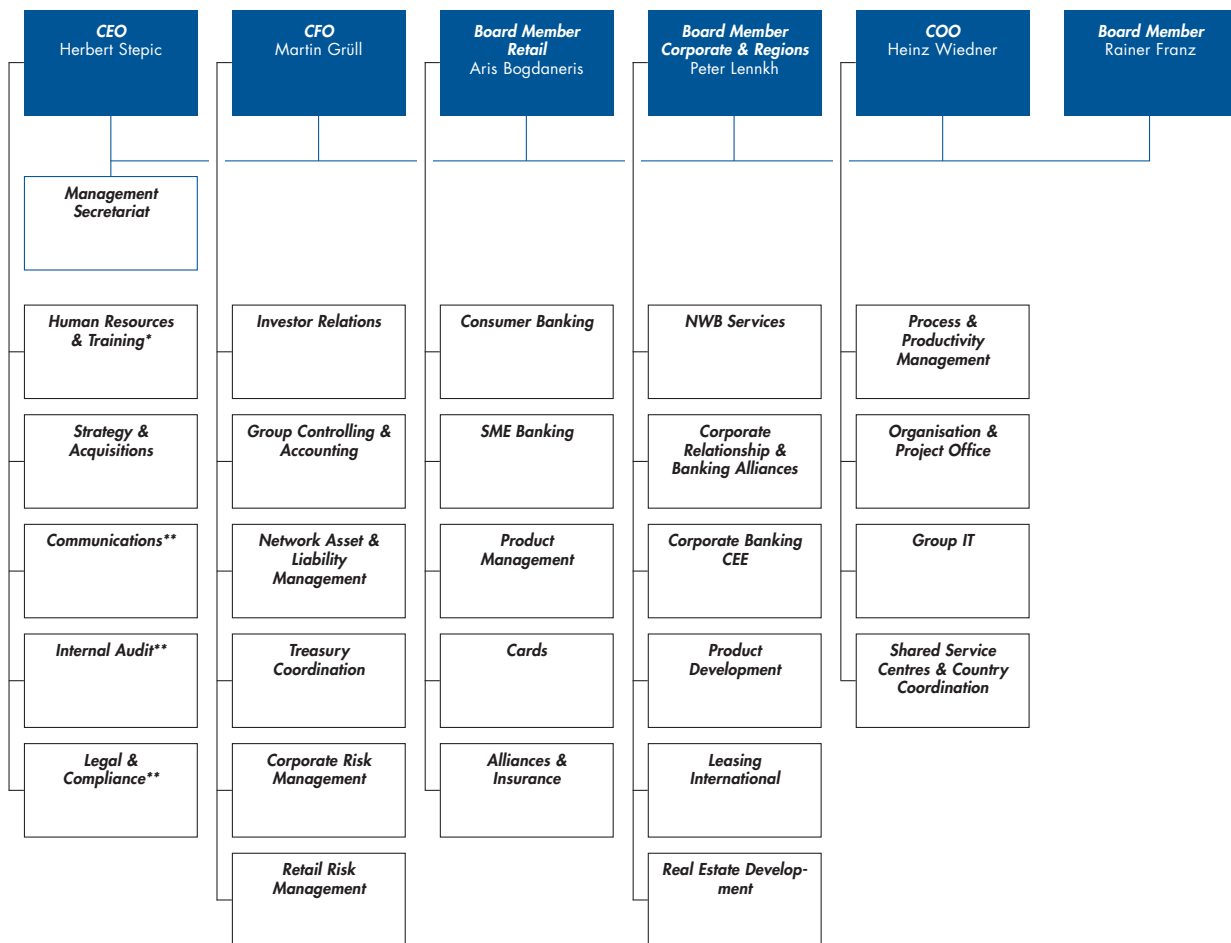 CEO
Herbert Stepic
CFO
Martin Grüll
Board Member
Retail
Aris Bogdaneris
Board Member
Corporate & Regions
Peter Lennkh
COO
Heinz Wiedner
Board Member
Rainer Franz
Management
Secretariat
Human Resources
& Training*
Investor Relations
Consumer Banking
NWB Services
Process &
Productivity
Management
Strategy &
Acquisitions
Group Controlling &
Accounting
SME Banking
Corporate
Relationship &
Banking Alliances
Organisation &
Project Office
Communications**
Network Asset &
Liability
Management
Product
Management
Corporate Banking
CEE
Group IT
Internal Audit**
Treasury
Coordination
Cards
Product
Development
Shared Service
Centres & Country
Coordination
Legal &
Compliance**
Corporate Risk
Management
Alliances &
Insurance
Leasing
International
Retail Risk
Management
Real Estate Develop-
ment